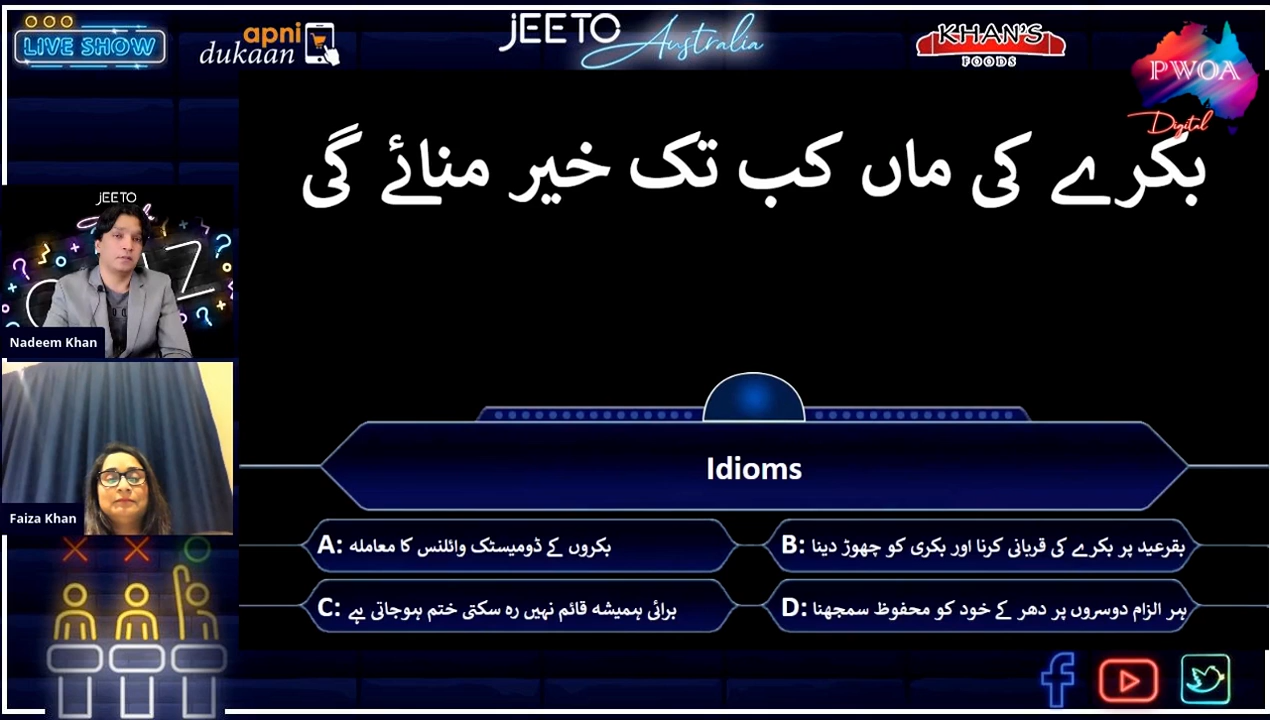 LIVE SHOW
apni
dukaan
JEETO Australia
KHAN'S
FOODS
PWOA
Digital
بکرے کی ماں کب تک خیر منائے گی
JEETO
Nadeem Khan
Faiza Khan
Idioms
A: بکروں کے ڈومیسٹک وائلنس کا معاملہ
B: بقرعید پر بکرے کی قربانی کرنا اور بکری کو چھوڑ دینا
C: برائی ہمیشہ قائم نہیں رہ سکتی ختم ہوجاتی ہے
D: ہر الزام دوسروں پر دھر کے خود کو محفوظ سمجھنا